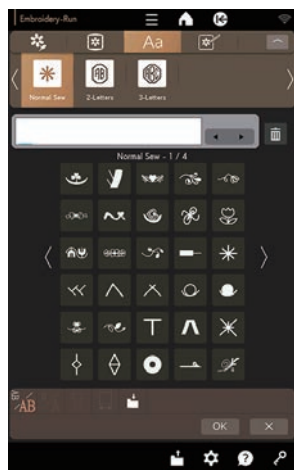 Embroidery-Run
Aa
Normal Sew 2-Letters 3-Letters
Normal Sew - 1 / 4
AB
OK